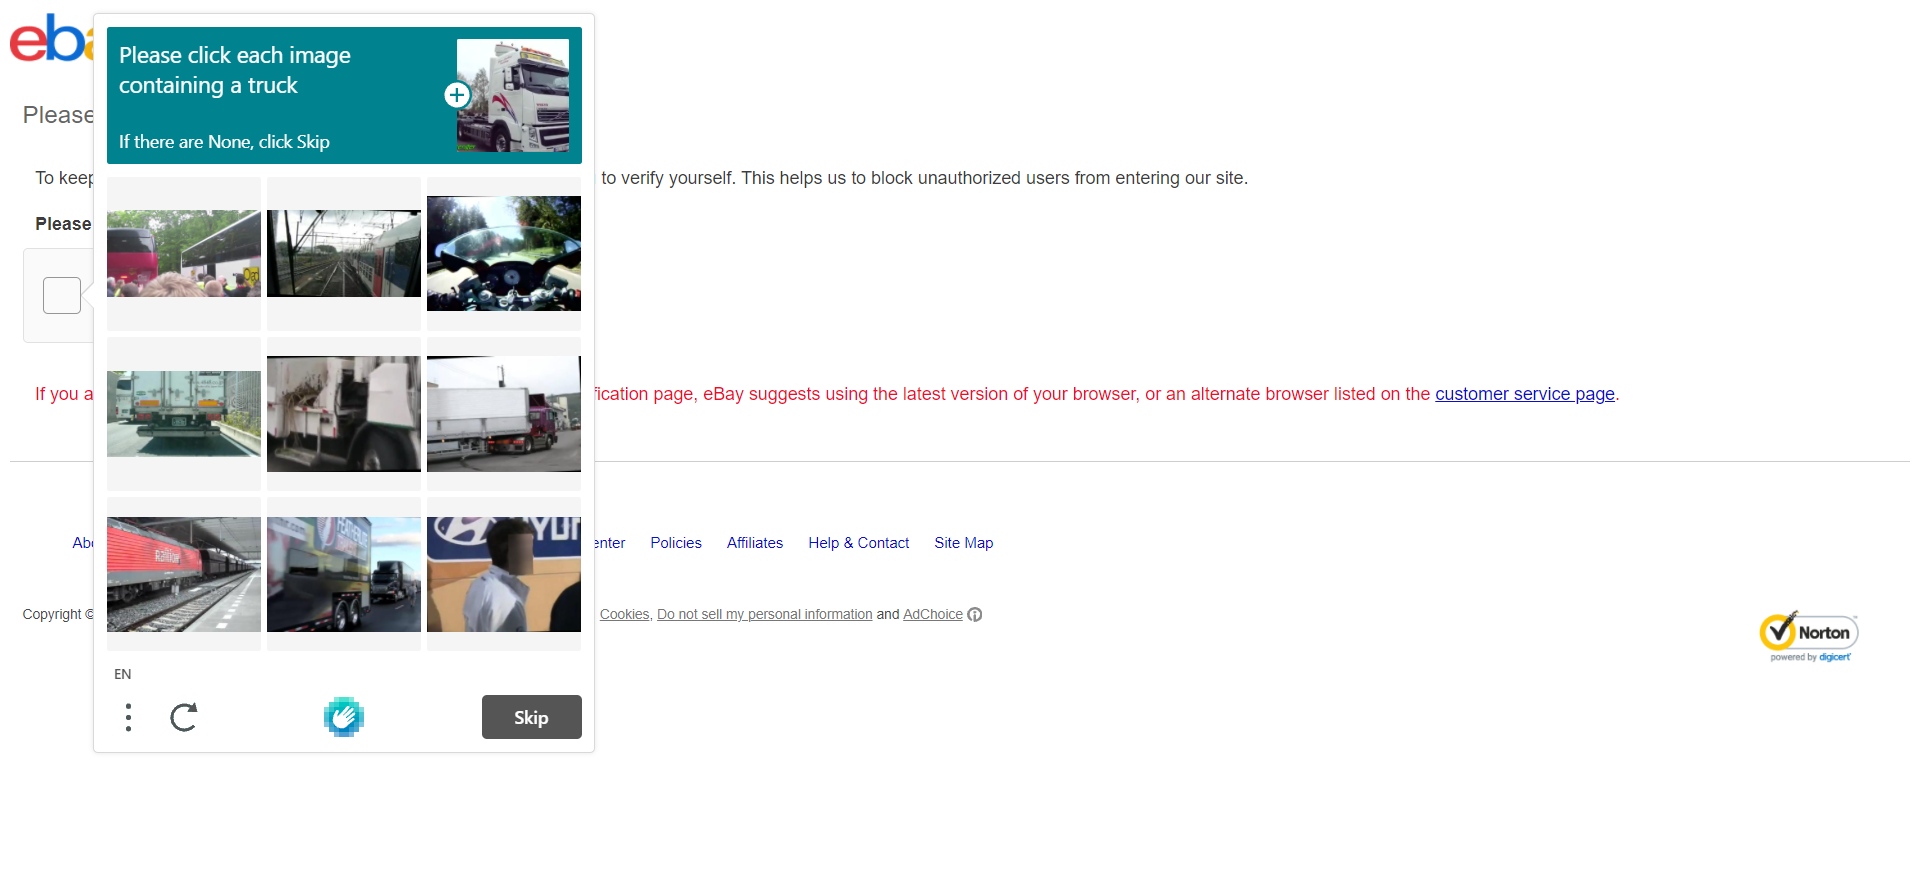 eba
Please click each image
containing a truck
If there are None, click Skip
Please
To keep
to verify yourself. This helps us to block unauthorized users from entering our site.
Please
If you a
fication page, eBay suggests using the latest version of your browser, or an alternate browser listed on the customer service page.
Railion
FEATHERLITE
HYUN
EN
Skip
Abo
enter Policies Affiliates Help & Contact Site Map
Copyright © Cookies, Do not sell my personal information and AdChoice
Norton
powered by digicert